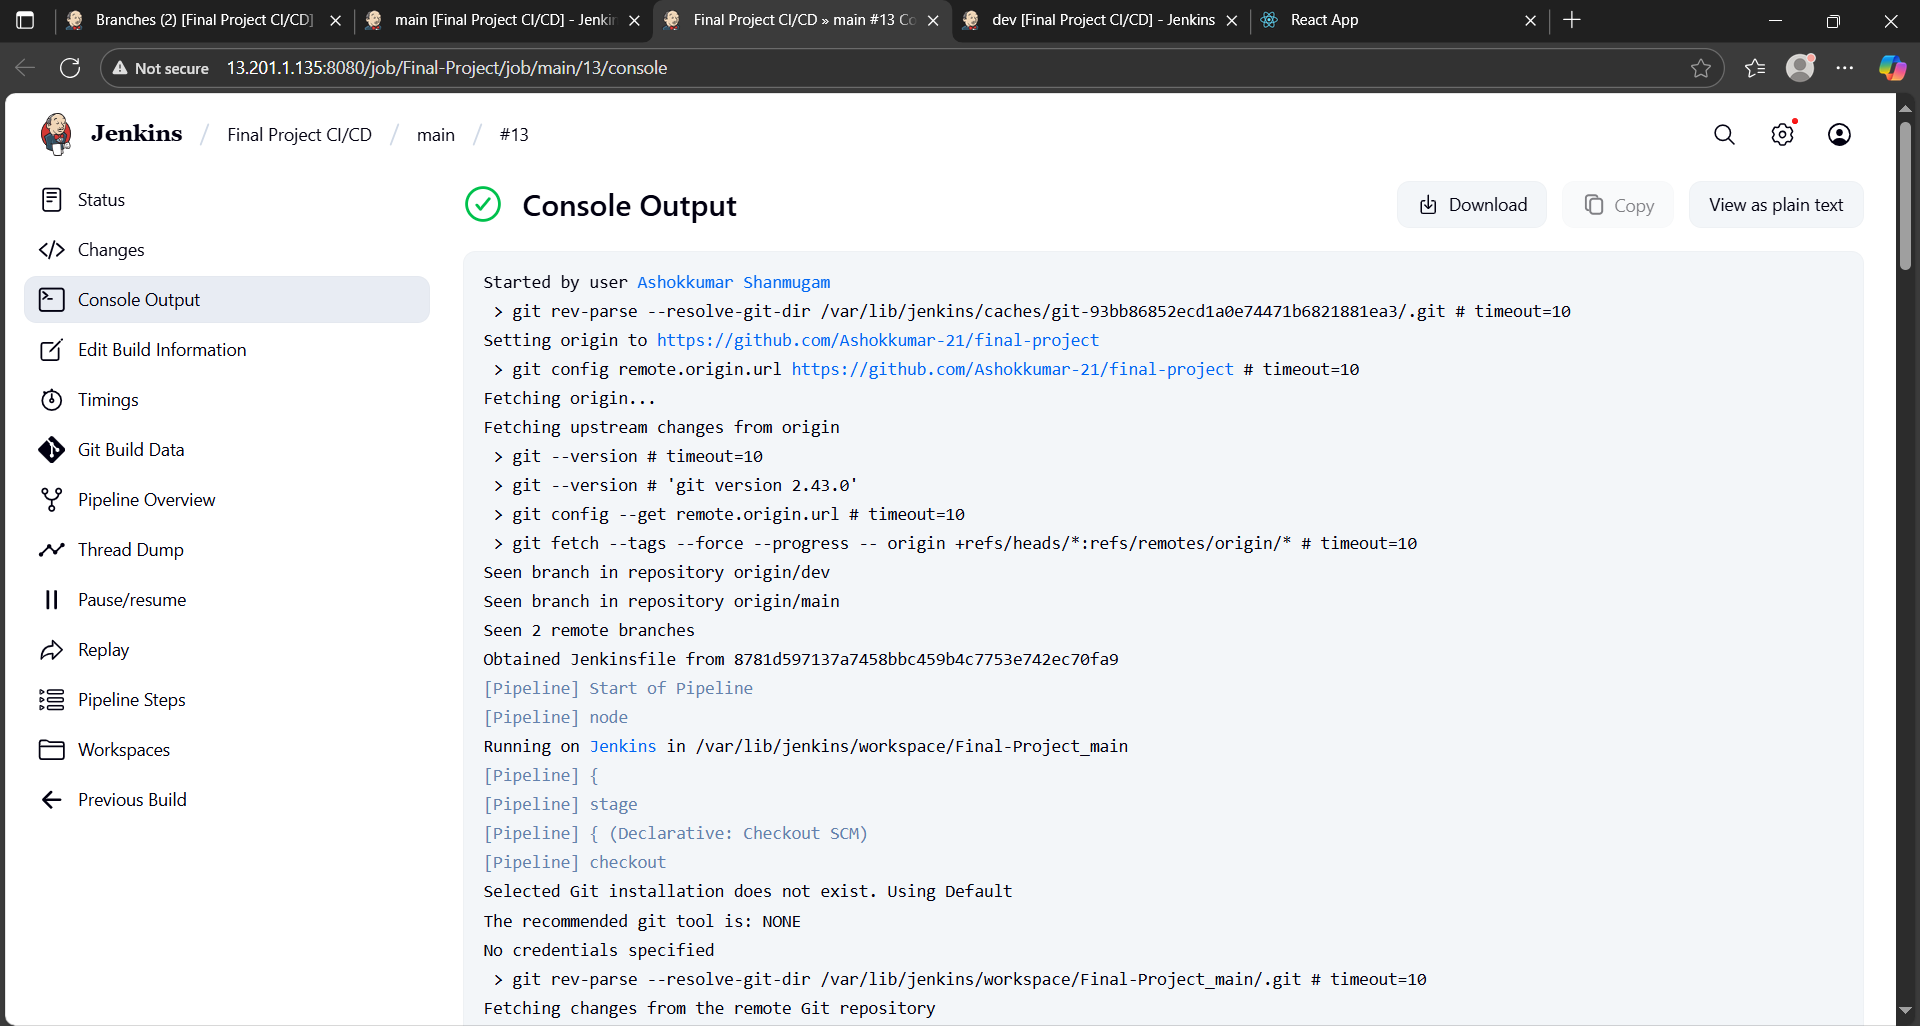 Branches (2) [Final Project CI/CD]
main [Final Project CI/CD] - Jenkin
Final Project CI/CD » main #13 Co
dev [Final Project CI/CD] - Jenkins
React App
Not secure
13.201.1.135:8080/job/Final-Project/job/main/13/console
Jenkins / Final Project CI/CD / main / #13
Status
Changes
Console Output
Edit Build Information
Timings
Git Build Data
Pipeline Overview
Thread Dump
Pause/resume
Replay
Pipeline Steps
Workspaces
Previous Build
Console Output
Download
Copy
View as plain text
Started by user Ashokkumar Shanmugam
> git rev-parse --resolve-git-dir /var/lib/jenkins/caches/git-93bb86852ecd1a0e74471b6821881ea3/.git # timeout=10
Setting origin to https://github.com/Ashokkumar-21/final-project
> git config remote.origin.url https://github.com/Ashokkumar-21/final-project # timeout=10
Fetching origin...
Fetching upstream changes from origin
> git --version # timeout=10
> git --version # 'git version 2.43.0'
> git config --get remote.origin.url # timeout=10
> git fetch --tags --force --progress -- origin +refs/heads/*:refs/remotes/origin/* # timeout=10
Seen branch in repository origin/dev
Seen branch in repository origin/main
Seen 2 remote branches
Obtained Jenkinsfile from 8781d597137a7458bbc459b4c7753e742ec70fa9
[Pipeline] Start of Pipeline
[Pipeline] node
Running on Jenkins in /var/lib/jenkins/workspace/Final-Project_main
[Pipeline] {
[Pipeline] stage
[Pipeline] { (Declarative: Checkout SCM)
[Pipeline] checkout
Selected Git installation does not exist. Using Default
The recommended git tool is: NONE
No credentials specified
> git rev-parse --resolve-git-dir /var/lib/jenkins/workspace/Final-Project_main/.git # timeout=10
Fetching changes from the remote Git repository